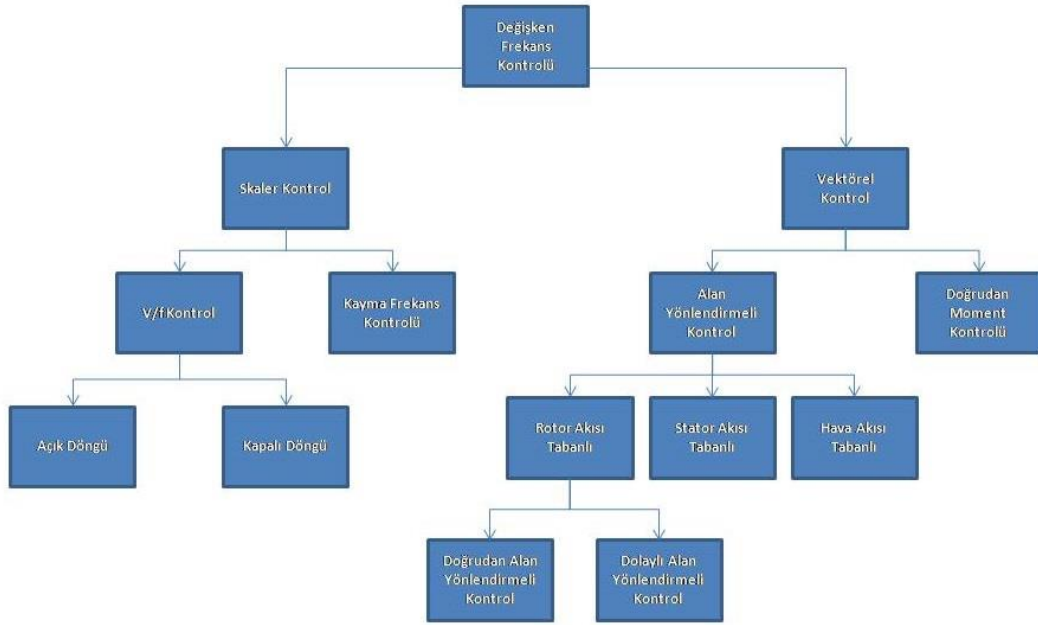 Değişken
Frekans
Kontrolü
Skaler Kontrol
Vektörel
Kontrol
V/f Kontrol
Kayma Frekans
Kontrolü
Alan
Yönlendirmeli
Kontrol
Doğrudan
Moment
Kontrolü
Açık Döngü
Kapalı Döngü
Rotor Akısı
Tabanlı
Stator Akısı
Tabanlı
Hava Akısı
Tabanlı
Doğrudan Alan
Yönlendirmeli
Kontrol
Dolaylı Alan
Yönlendirmeli
Kontrol